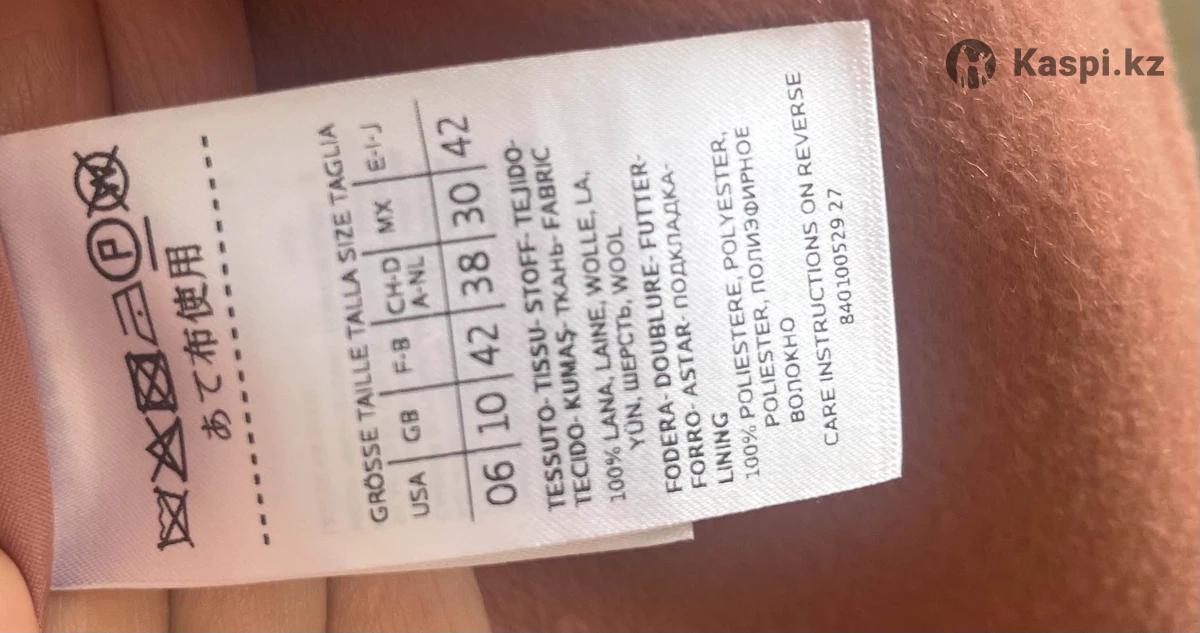 Kaspi.kz
あて布使用
GRÖSSE TAILLE TALLA SIZE TAGLIA
USA GB F-B CH-D A-NL MX E-I-J
06 10 42 38 30 42
TESSUTO- TISSU- STOFF- TEJIDO-
TECIDO- KUMAŞ- ТКАНЬ- FABRIC
100% LANA, LAINE, WOLLE, LA,
YÜN, ШЕРСТЬ, WOOL
FODERA- DOUBLURE- FUTTER-
FORRO- ASTAR- ПОДКЛАДКА-
LINING
100% POLIESTERE, POLYESTER,
POLIESTER, ПОЛИЭФИРНОЕ
ВОЛОКНО
CARE INSTRUCTIONS ON REVERSE
840100529 27